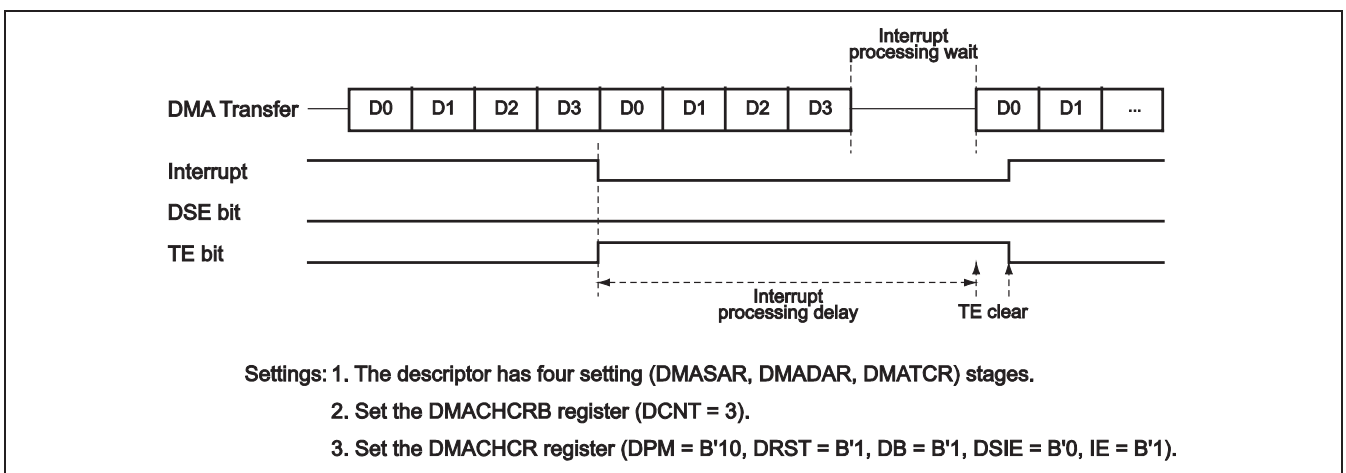 Interrupt
processing wait
DMA Transfer D0 D1 D2 D3 D0 D1 D2 D3 D0 D1 ...
Interrupt
DSE bit
TE bit
Interrupt
processing delay
TE clear
Settings: 1. The descriptor has four setting (DMASAR, DMADAR, DMATCR) stages.
2. Set the DMACHCRB register (DCNT = 3).
3. Set the DMACHCR register (DPM = B'10, DRST = B'1, DB = B'1, DSIE = B'0, IE = B'1).